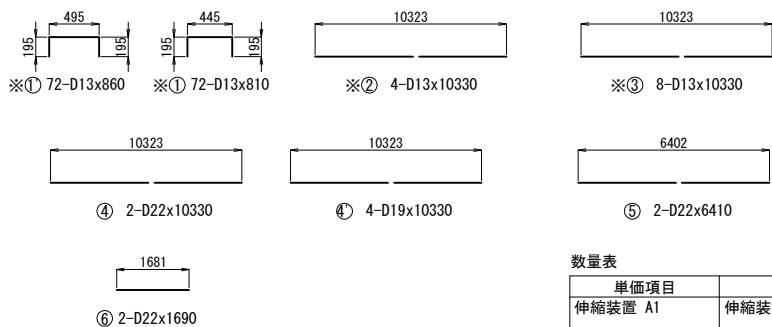 495
445
10323
10323
195
195
195
195
※①' 72-D13x860
※① 72-D13x810
※② 4-D13x10330
※③ 8-D13x10330
10323
10323
6402
④ 2-D22x10330
④' 4-D19x10330
⑤ 2-D22x6410
1681
⑥ 2-D22x1690
数量表
単価項目
伸縮装置 A1
伸縮装